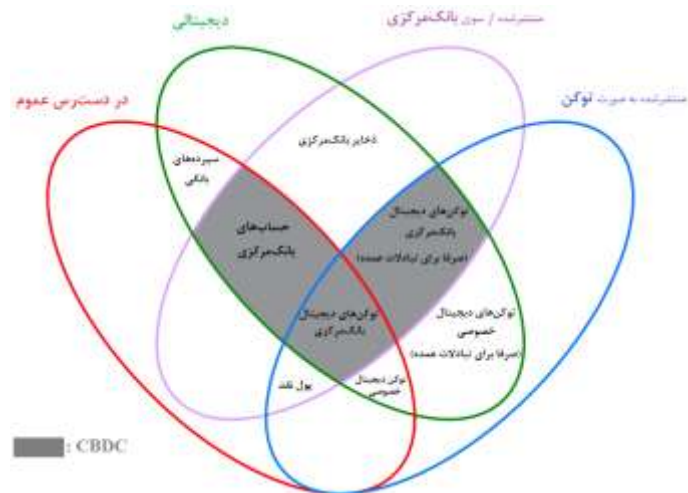 دیجیتالی
منتشرشده / سوی بانک‌مرکزی
در دست‌رس عموم
منتشرشده به صورت توکن
ذخایر بانک‌مرکزی
سپرده‌های
بانکی
حساب‌های
بانک‌مرکزی
توکن‌های دیجیتال
بانک‌مرکزی
(صرفا برای تبادلات عمده)
توکن‌های دیجیتال
بانک‌مرکزی
توکن‌های دیجیتال
خصوصی
(صرفا برای تبادلات عمده)
پول نقد
توکن دیجیتال
خصوصی
: CBDC